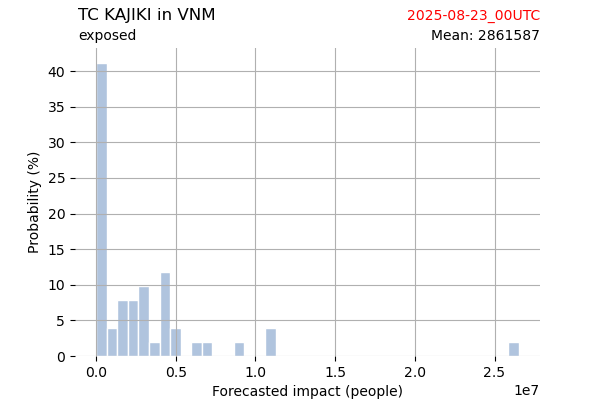 TC KAJIKI in VNM
2025-08-23_00UTC
exposed
Mean: 2861587
40
35
30
25
20
15
10
5
0
Probability (%)
0.0 0.5 1.0 1.5 2.0 2.5
1e7
Forecasted impact (people)